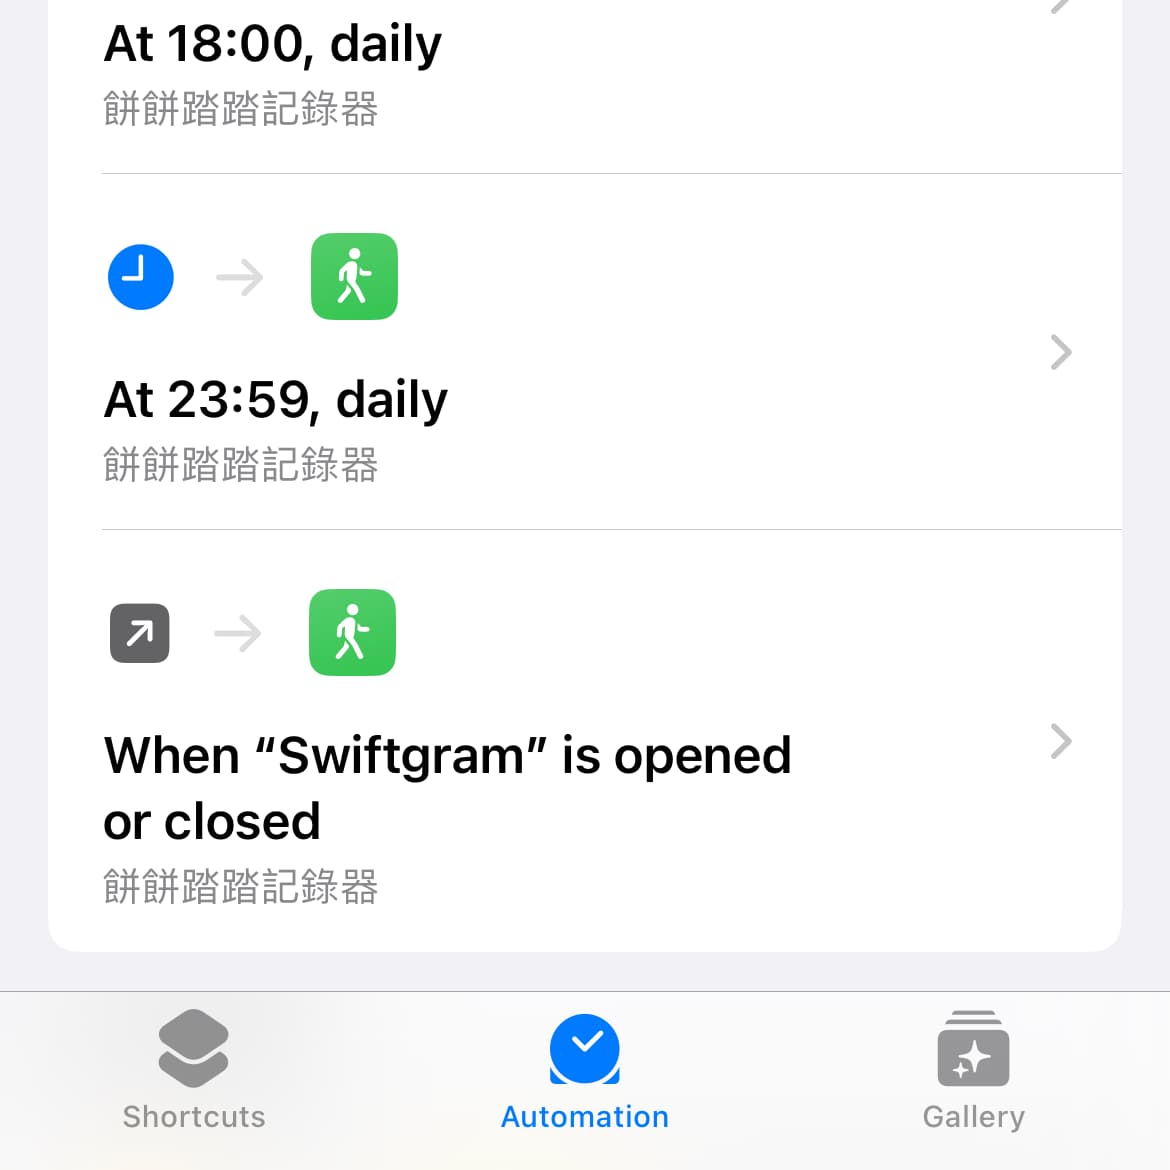 At 18:00, daily
餅餅踏踏記錄器
At 23:59, daily
餅餅踏踏記錄器
When “Swiftgram” is opened
or closed
餅餅踏踏記錄器
Shortcuts
Automation
Gallery